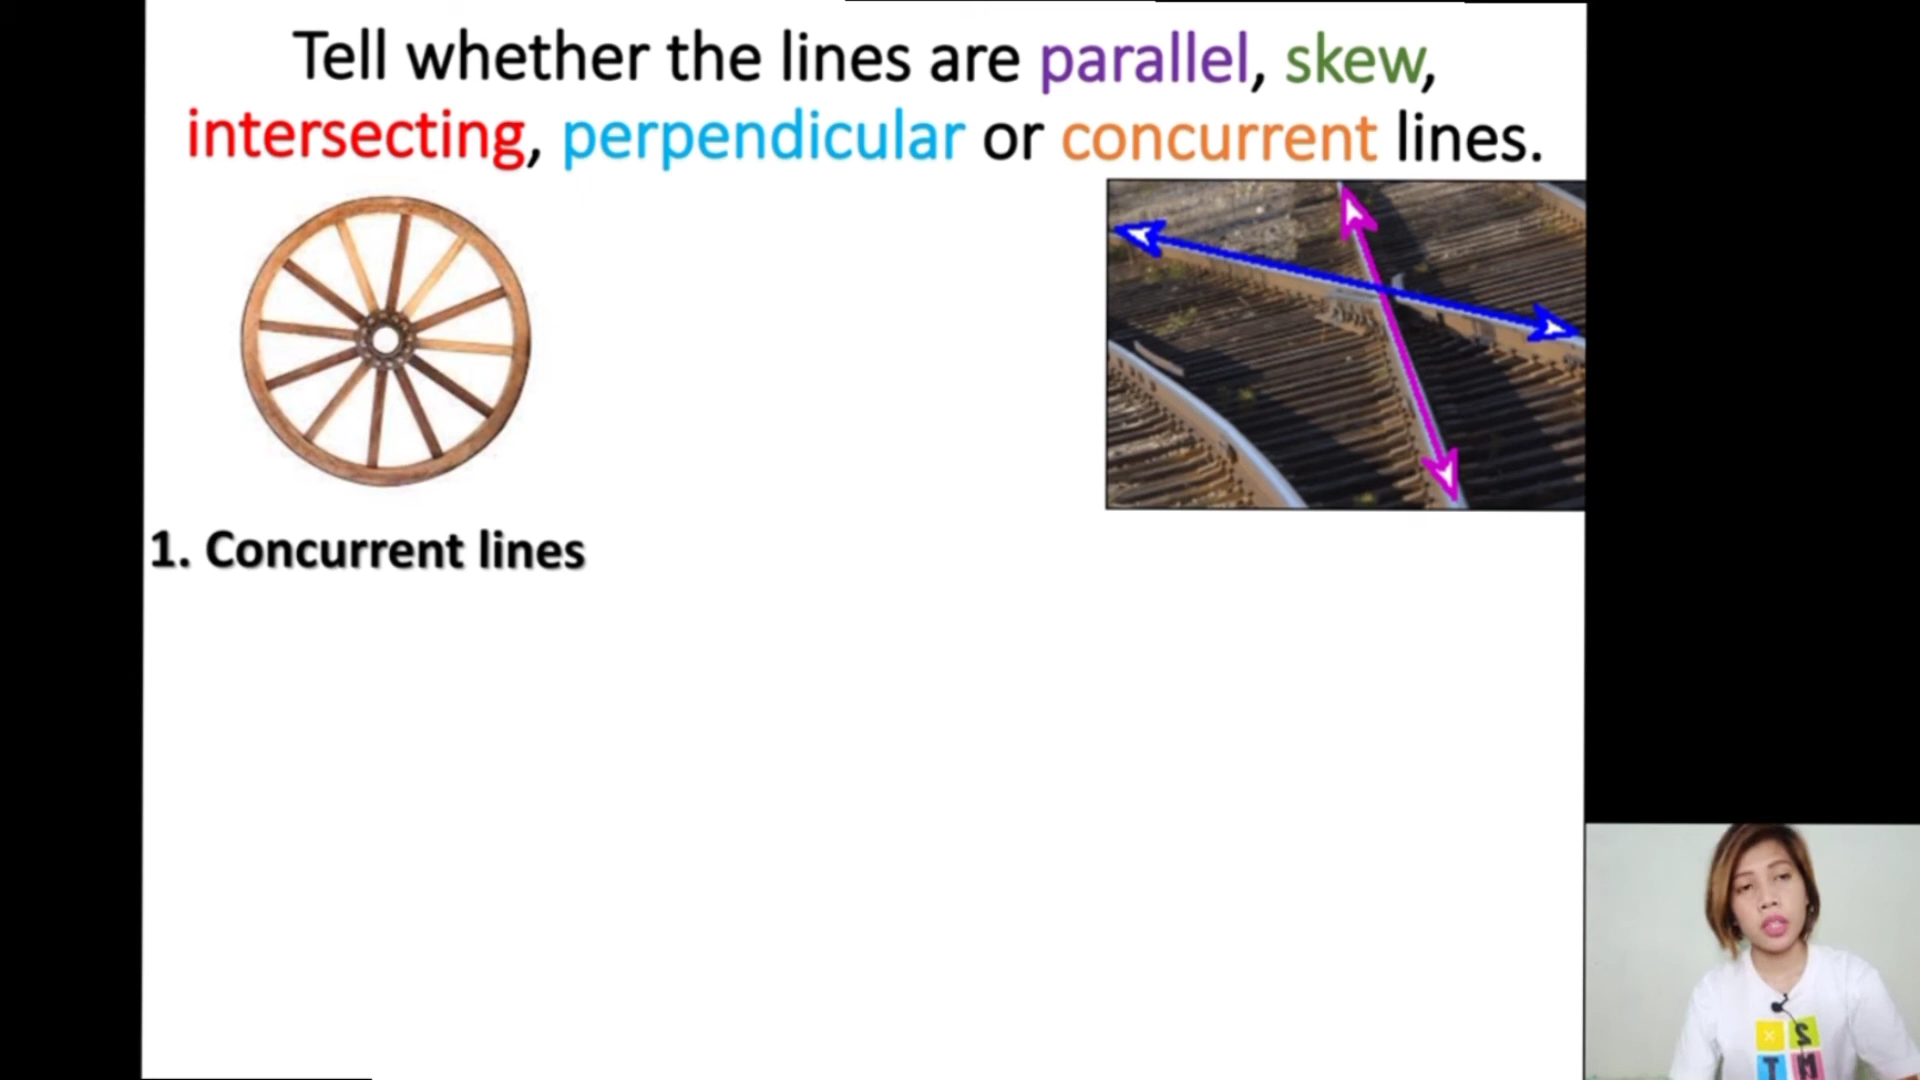 Tell whether the lines are parallel, skew,
intersecting, perpendicular or concurrent lines.
1. Concurrent lines